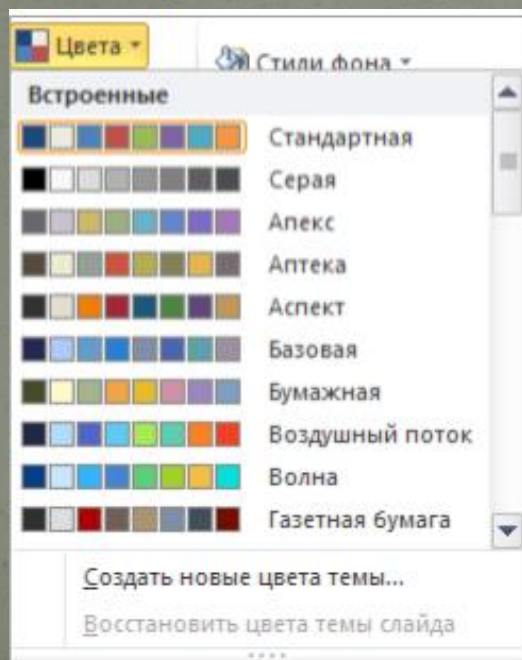 Цвета
Стили фона
Встроенные
Стандартная
Серая
Апекс
Аптека
Аспект
Базовая
Бумажная
Воздушный поток
Волна
Газетная бумага
Создать новые цвета темы...
Восстановить цвета темы слайда